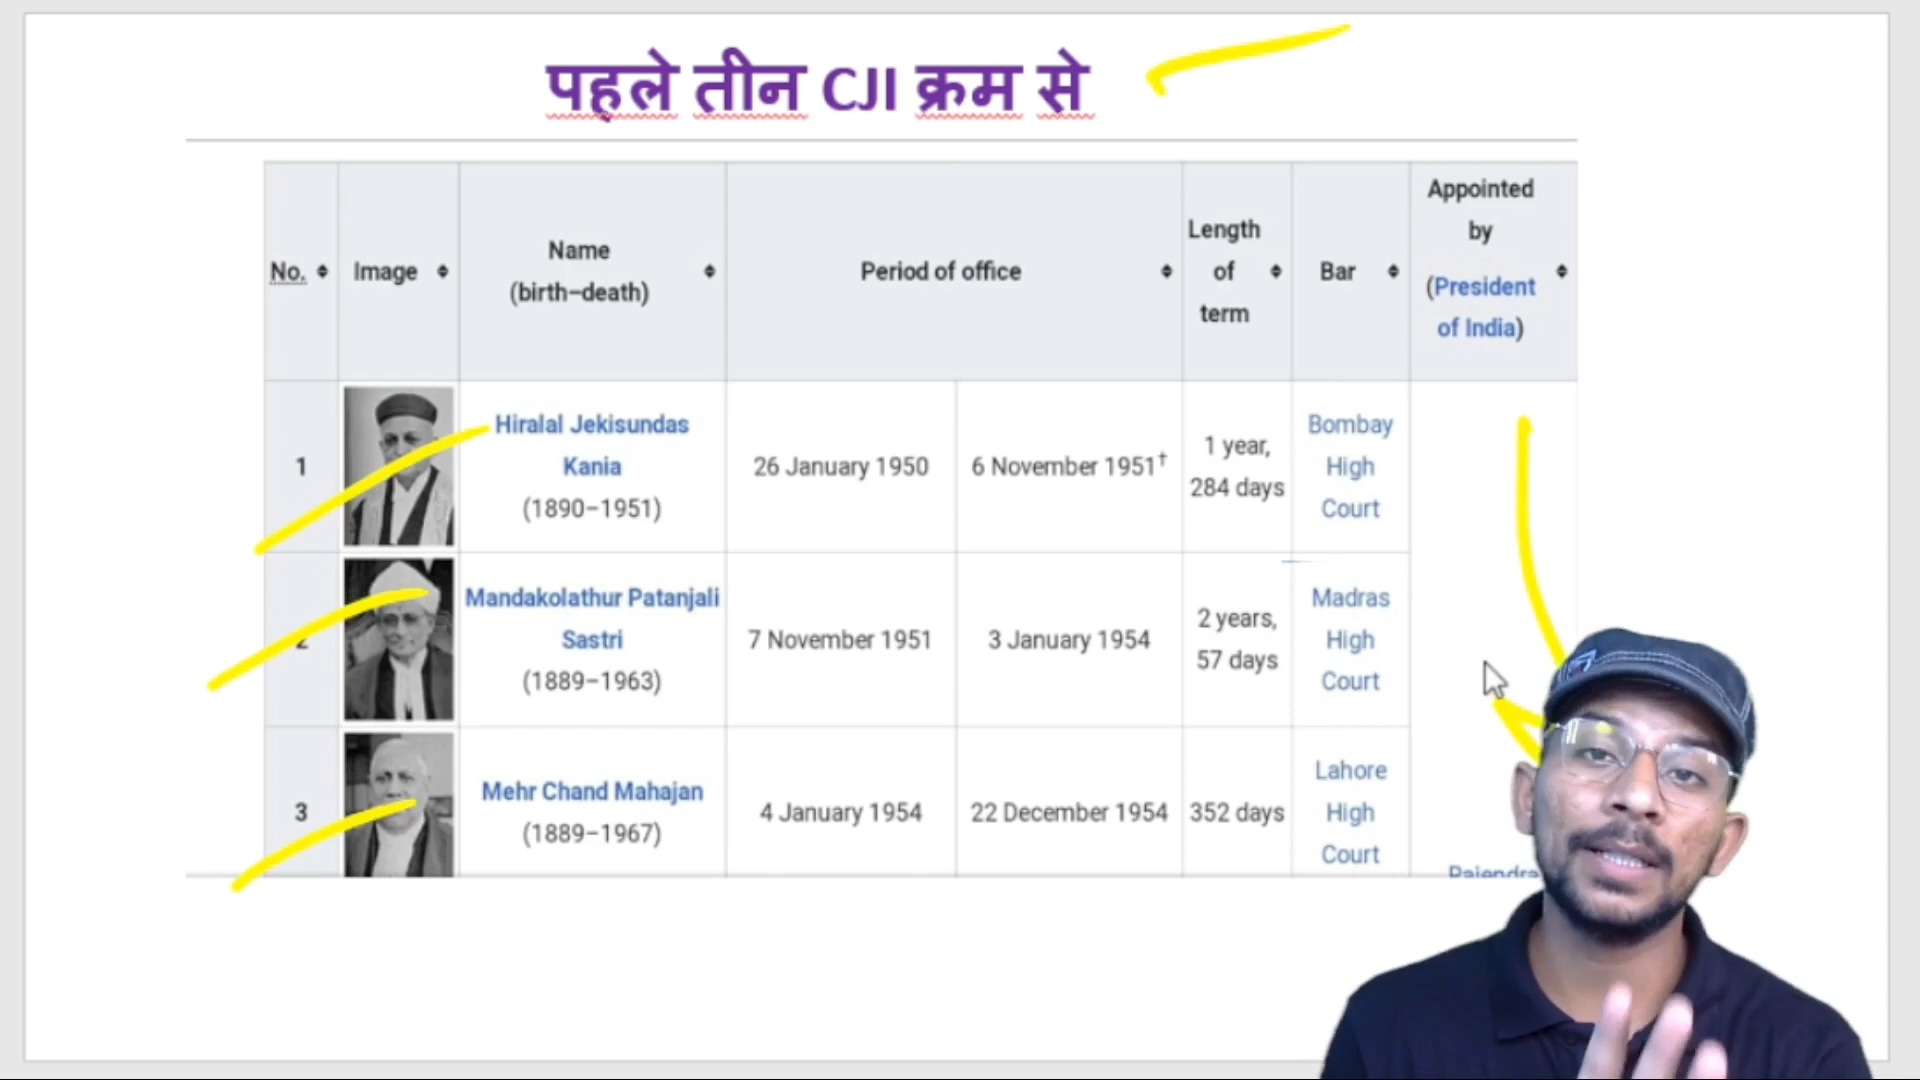 पहले तीन CJI क्रम से
No.
Image
Name
(birth–death)
Period of office
Length
of
term
Bar
Appointed
by
(President
of India)
1
Hiralal Jekisundas
Kania
(1890–1951)
26 January 1950
6 November 1951†
1 year,
284 days
Bombay
High
Court
2
Mandakolathur Patanjali
Sastri
(1889–1963)
7 November 1951
3 January 1954
2 years,
57 days
Madras
High
Court
3
Mehr Chand Mahajan
(1889–1967)
4 January 1954
22 December 1954
352 days
Lahore
High
Court
Rajendra